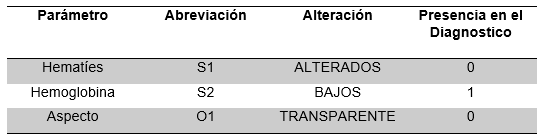 Parámetro Abreviación Alteración Presencia en el Diagnostico
Hematíes S1 ALTERADOS 0
Hemoglobina S2 BAJOS 1
Aspecto O1 TRANSPARENTE 0